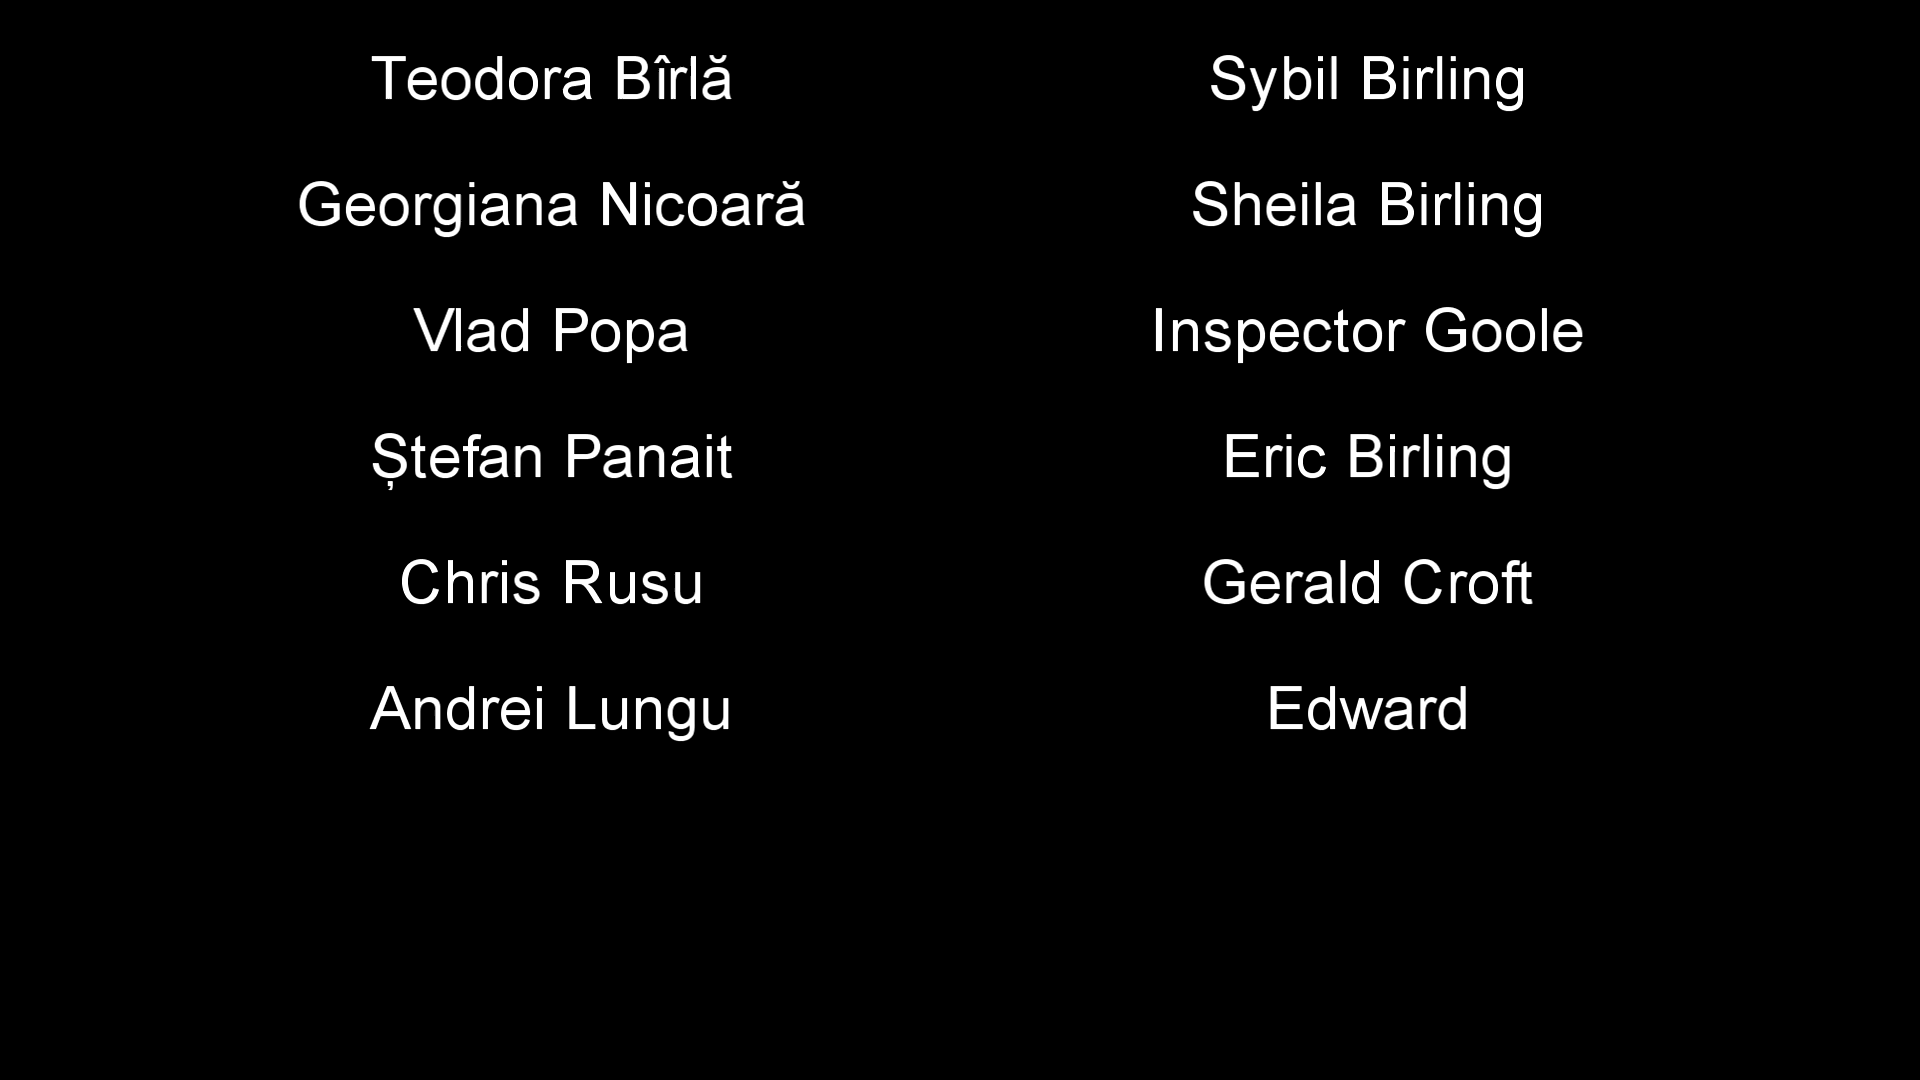 Teodora Bîrlă Sybil Birling
Georgiana Nicoară Sheila Birling
Vlad Popa Inspector Goole
Ștefan Panait Eric Birling
Chris Rusu Gerald Croft
Andrei Lungu Edward